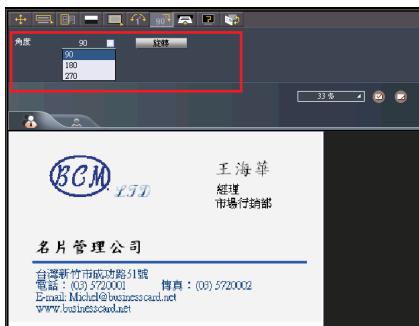 90°
角度 90 旋轉
90
180
270
33 %
BCM LTD
王海華
經理
市場行銷部
名片管理公司
台灣新竹市成功路51號
電話：(03) 5720001 傳真：(03) 5720002
E-mail: Michel@businesscard.net
www.businesscard.net